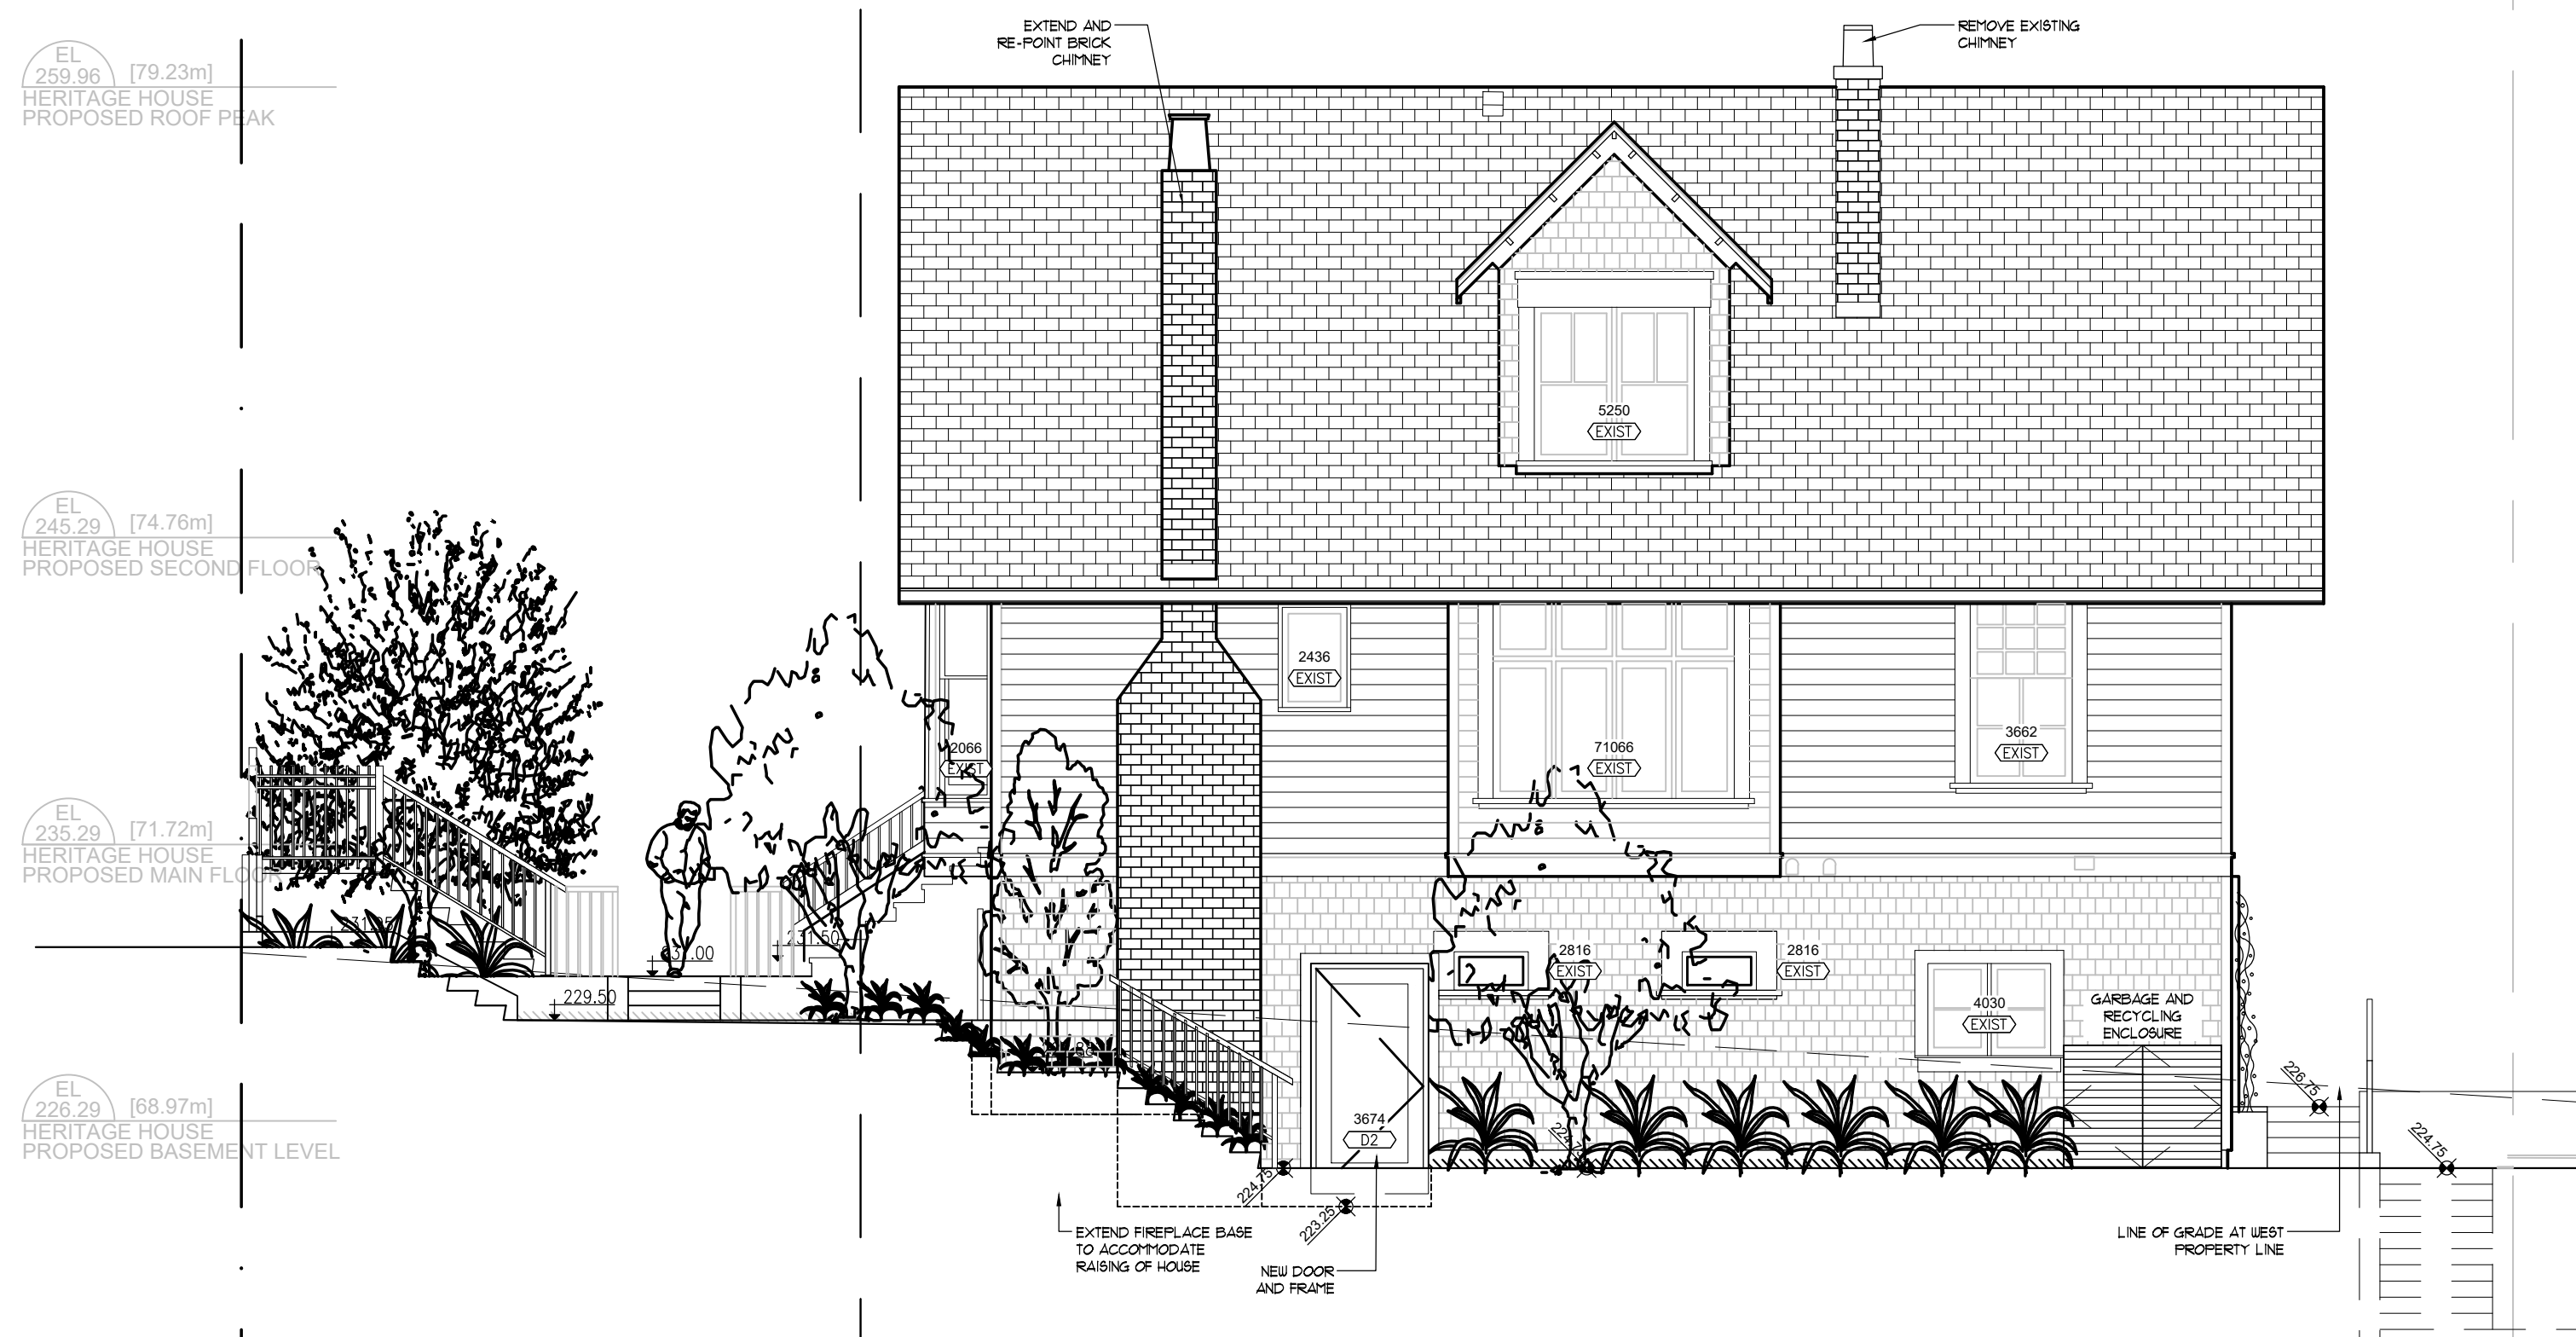 EXTEND AND
RE-POINT BRICK
CHIMNEY
REMOVE EXISTING
CHIMNEY
EL
259.96
[79.23m]
HERITAGE HOUSE
PROPOSED ROOF PEAK
5250
EXIST
EL
245.29
[74.76m]
HERITAGE HOUSE
PROPOSED SECOND FLOOR
2436
EXIST
2066
EXIST
71066
EXIST
3662
EXIST
EL
235.29
[71.72m]
HERITAGE HOUSE
PROPOSED MAIN FLOOR
231.50
229.50
2816
EXIST
2816
EXIST
4030
EXIST
GARBAGE AND
RECYCLING
ENCLOSURE
EL
226.29
[68.97m]
HERITAGE HOUSE
PROPOSED BASEMENT LEVEL
3674
D2
224.75
223.25
224.75
226.75
224.75
EXTEND FIREPLACE BASE
TO ACCOMMODATE
RAISING OF HOUSE
NEW DOOR
AND FRAME
LINE OF GRADE AT WEST
PROPERTY LINE